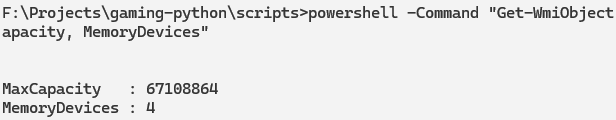 F:\Projects\gaming-python\scripts>powershell -Command "Get-WmiObject
apacity, MemoryDevices"
MaxCapacity   : 67108864
MemoryDevices : 4